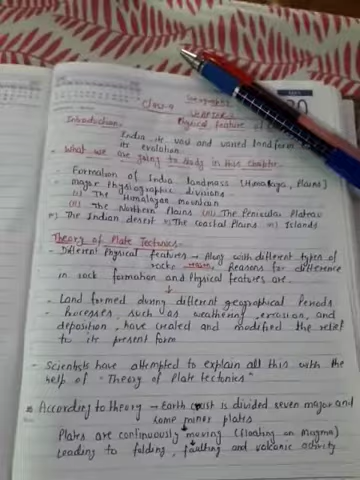 Geography
Class-9
CHAPTER-
30
Physical feature of
Introduction:
India its vast and varied landform
its evolution.
- What we are going to study in this chapter.
- Formation of India landmass (Himalaya, Plains)
- major Physiographic divisions -
(i) The Himalayan mountain
(ii) the Northern Plains (iii) The Penicular Plateau
iv) The Indian desert v) The Coastal Plains vi) Islands
Theory of Plate Tectonics -
- Different Physical features → Along with different types of
rocks. Reasons for difference
in rock formation and Physical features are.
↓
- Land formed during different geographical Periods
- Processes, such as weathering, erosion, and
deposition, have created and modified the relief
to its present form
- Scientists have attempted to explain all this with the
help of "Theory of Plate tectonics"
According to theory → Earth crust is divided seven major and
some minor plates
Plates are continuously moving (floating on magma)
Leading to folding, faulting and volcanic activity